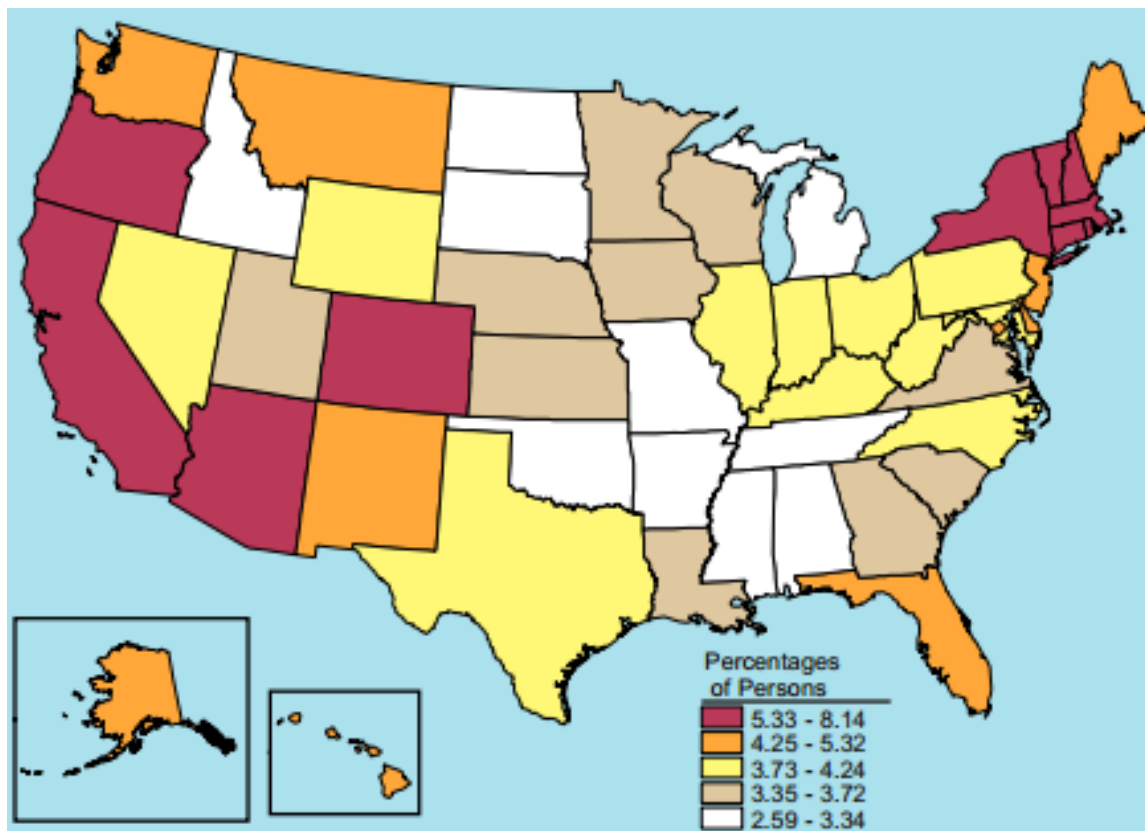 Percentages
of Persons
5.33 - 8.14
4.25 - 5.32
3.73 - 4.24
3.35 - 3.72
2.59 - 3.34